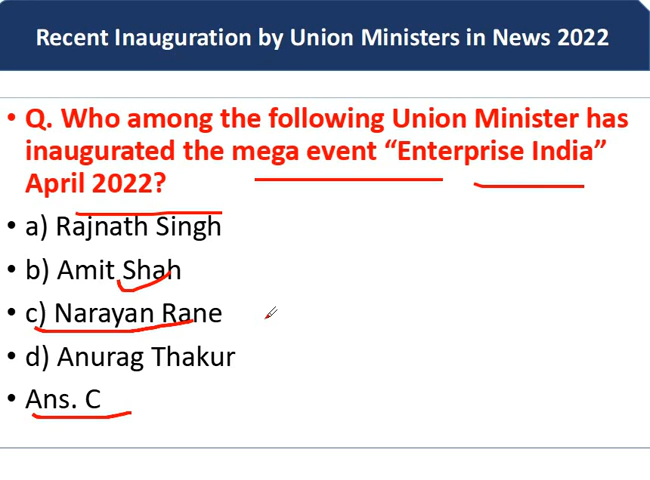 Recent Inauguration by Union Ministers in News 2022
• Q. Who among the following Union Minister has
inaugurated the mega event “Enterprise India”
April 2022?
• a) Rajnath Singh
• b) Amit Shah
• c) Narayan Rane
• d) Anurag Thakur
• Ans. C